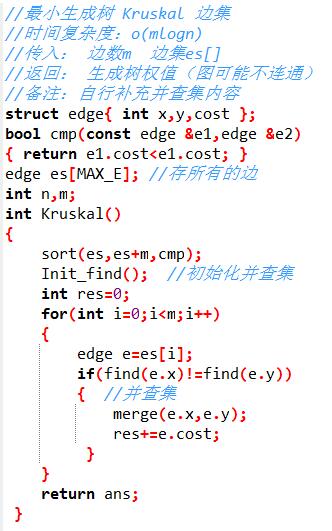 //最小生成树 Kruskal 边集
//时间复杂度：o(mlogn)
//传入： 边数m 边集es[]
//返回： 生成树权值（图可能不连通）
//备注：自行补充并查集内容
struct edge{ int x,y,cost };
bool cmp(const edge &e1,edge &e2)
{ return e1.cost<e1.cost; }
edge es[MAX_E]; //存所有的边
int n,m;
int Kruskal()
{
    sort(es,es+m,cmp);
    Init_find();  //初始化并查集
    int res=0;
    for(int i=0;i<m;i++)
    {
        edge e=es[i];
        if(find(e.x)!=find(e.y))
        {  //并查集
            merge(e.x,e.y);
            res+=e.cost;
        }
    }
    return ans;
}